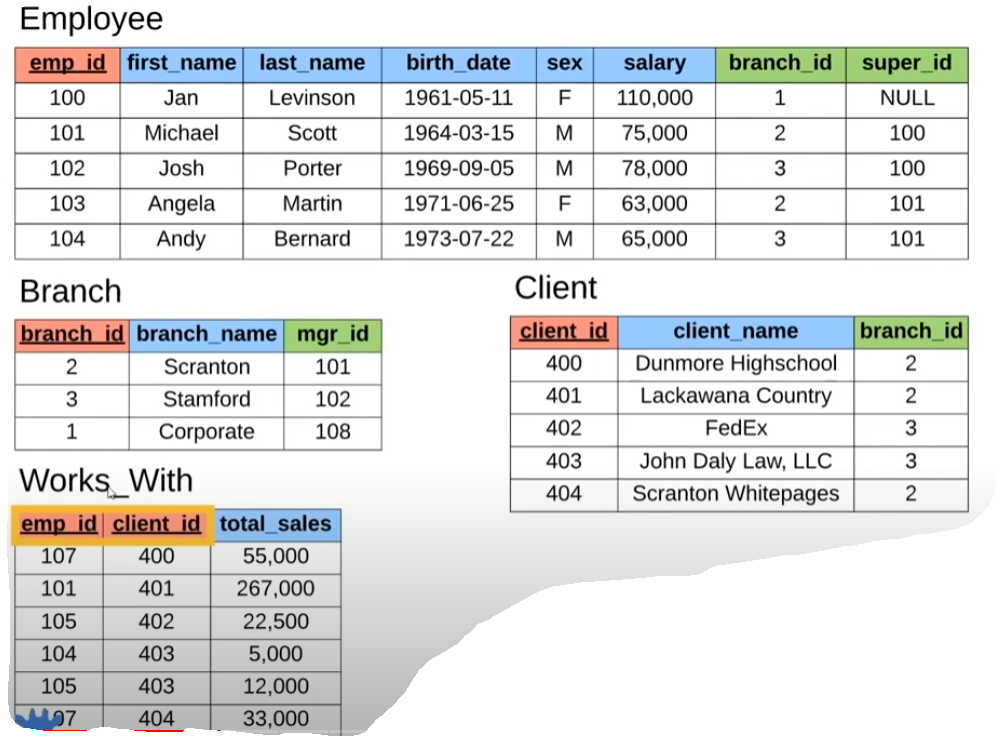 Employee
emp_id first_name last_name birth_date sex salary branch_id super_id
100 Jan Levinson 1961-05-11 F 110,000 1 NULL
101 Michael Scott 1964-03-15 M 75,000 2 100
102 Josh Porter 1969-09-05 M 78,000 3 100
103 Angela Martin 1971-06-25 F 63,000 2 101
104 Andy Bernard 1973-07-22 M 65,000 3 101
Branch
branch_id branch_name mgr_id
2 Scranton 101
3 Stamford 102
1 Corporate 108
Client
client_id client_name branch_id
400 Dunmore Highschool 2
401 Lackawana Country 2
402 FedEx 3
403 John Daly Law, LLC 3
404 Scranton Whitepages 2
Works_With
emp_id client_id total_sales
107 400 55,000
101 401 267,000
105 402 22,500
104 403 5,000
105 403 12,000
404 33,000